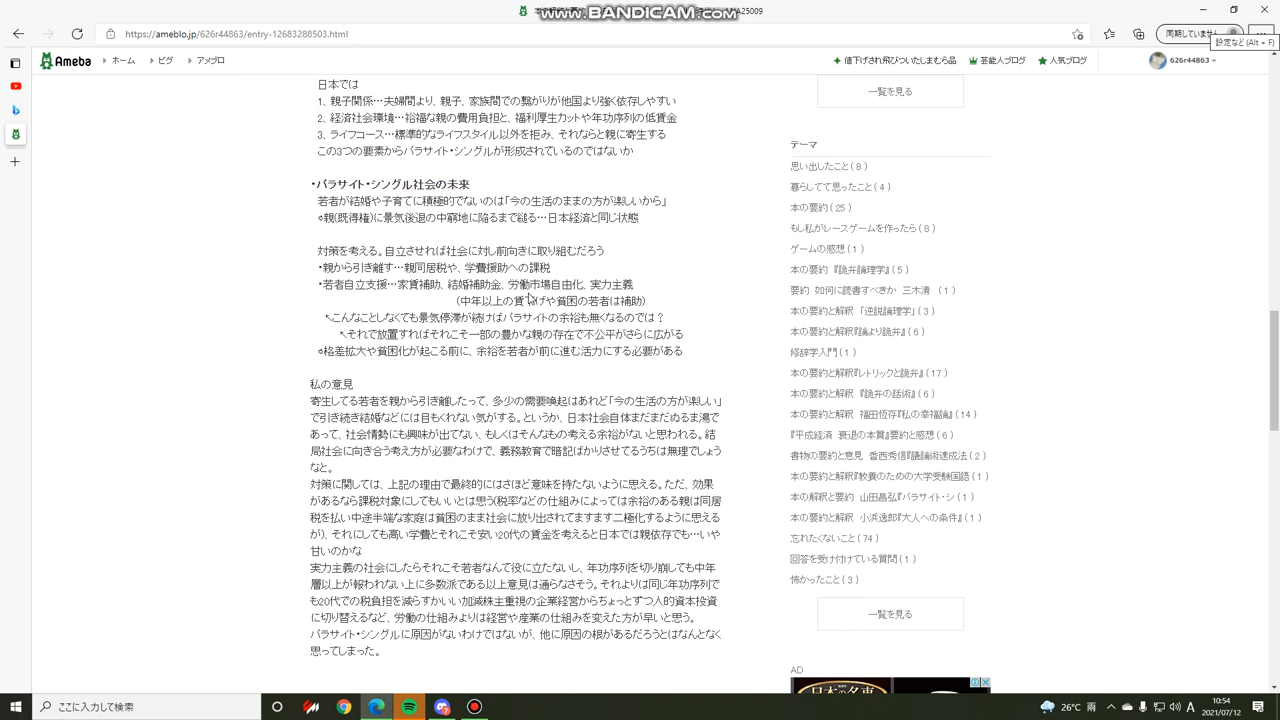 www.BANDICAM.com
https://ameblo.jp/626r44863/entry-12683288503.html
同期していません
設定など (Alt + F)
Ameba
ホーム
ピグ
アメブロ
値下げされ飛びついたしまむら品
芸能人ブログ
人気ブログ
626r44863
日本では
1、親子関係…夫婦間より、親子、家族間での繋がりが他国より強く依存しやすい
2、経済社会環境…裕福な親の費用負担と、福利厚生カットや年功序列の低賃金
3、ライフコース…標準的なライフスタイル以外を拒み、それならと親に寄生する
この3つの要素からパラサイト・シングルが形成されているのではないか
・パラサイト・シングル社会の未来
若者が結婚や子育てに積極的でないのは「今の生活のままの方が楽しいから」
⇔親(既得権)に景気後退の中窮地に陥るまで縋る…日本経済と同じ状態
対策を考える。自立させれば社会に対し前向きに取り組むだろう
・親から引き離す…親同居税や、学費援助への課税
・若者自立支援…家賃補助、結婚補助金、労働市場自由化、実力主義
(中年以上の賃下げや貧困の若者は補助)
↖こんなことしなくても景気停滞が続けばパラサイトの余裕も無くなるのでは？
↖それで放置すればそれこそ一部の豊かな親の存在で不公平がさらに広がる
⇔格差拡大や貧困化が起こる前に、余裕を若者が前に進む活力にする必要がある
私の意見
寄生してる若者を親から引き離したって、多少の需要喚起はあれど「今の生活の方が楽しい」
で引き続き結婚などには目もくれない気がする。というか、日本社会自体まだまだぬるま湯で
あって、社会情勢にも興味が出てない、もしくはそんなもの考える余裕がないと思われる。結
局社会に向き合う考え方が必要なわけで、義務教育で暗記ばかりさせてるうちは無理でしょう
なと。
対策に関しては、上記の理由で最終的にはさほど意味を持たないように思える。ただ、効果
があるなら課税対象にしてもいいとは思う(税率などの仕組みによっては余裕のある親は同居
税を払い中途半端な家庭は貧困のまま社会に放り出されてますます二極化するように思える
が)、それにしても高い学費とそれこそ安い20代の賃金を考えると日本では親依存でも…いや
甘いのかな
実力主義の社会にしたらそれこそ若者なんて役に立たないし、年功序列を切り崩しても中年
層以上が報われない上に多数派である以上意見は通らなさそう。それよりは同じ年功序列で
も20代での税負担を減らすかいい加減株主重視の企業経営からちょっとずつ人的資本投資
に切り替えるなど、労働の仕組みよりは経営や産業の仕組みを変えた方が早いと思う。
パラサイト・シングルに原因がないわけではないが、他に原因の根があるだろうとはなんとなく
思ってしまった。
一覧を見る
テーマ
思い出したこと ( 8 )
暮らしてて思ったこと ( 4 )
本の要約 ( 25 )
もし私がレースゲームを作ったら ( 8 )
ゲームの感想 ( 1 )
本の要約 『詭弁論理学』 ( 5 )
要約　如何に読書すべきか　三木清　( 1 )
本の要約と解釈　「逆説論理学」 ( 3 )
本の要約と解釈『論より詭弁』 ( 6 )
修辞学入門 ( 1 )
本の要約と解釈『レトリックと詭弁』 ( 17 )
本の要約と解釈　『詭弁の話術』 ( 6 )
本の要約と解釈　福田恆存『私の幸福論』 ( 14 )
『平成経済　衰退の本質』要約と感想 ( 6 )
書物の要約と意見　香西秀信『議論術速成法 ( 2 )
本の要約と解釈『教養のための大学受験国語 ( 1 )
本の解釈と要約　山田昌弘『パラサイト・シ ( 1 )
本の要約と解釈　小浜逸郎『大人への条件』 ( 1 )
忘れたくないこと ( 74 )
回答を受け付けている質問 ( 1 )
怖かったこと ( 3 )
一覧を見る
AD
ここに入力して検索
26°C 雨
A
10:54
2021/07/12